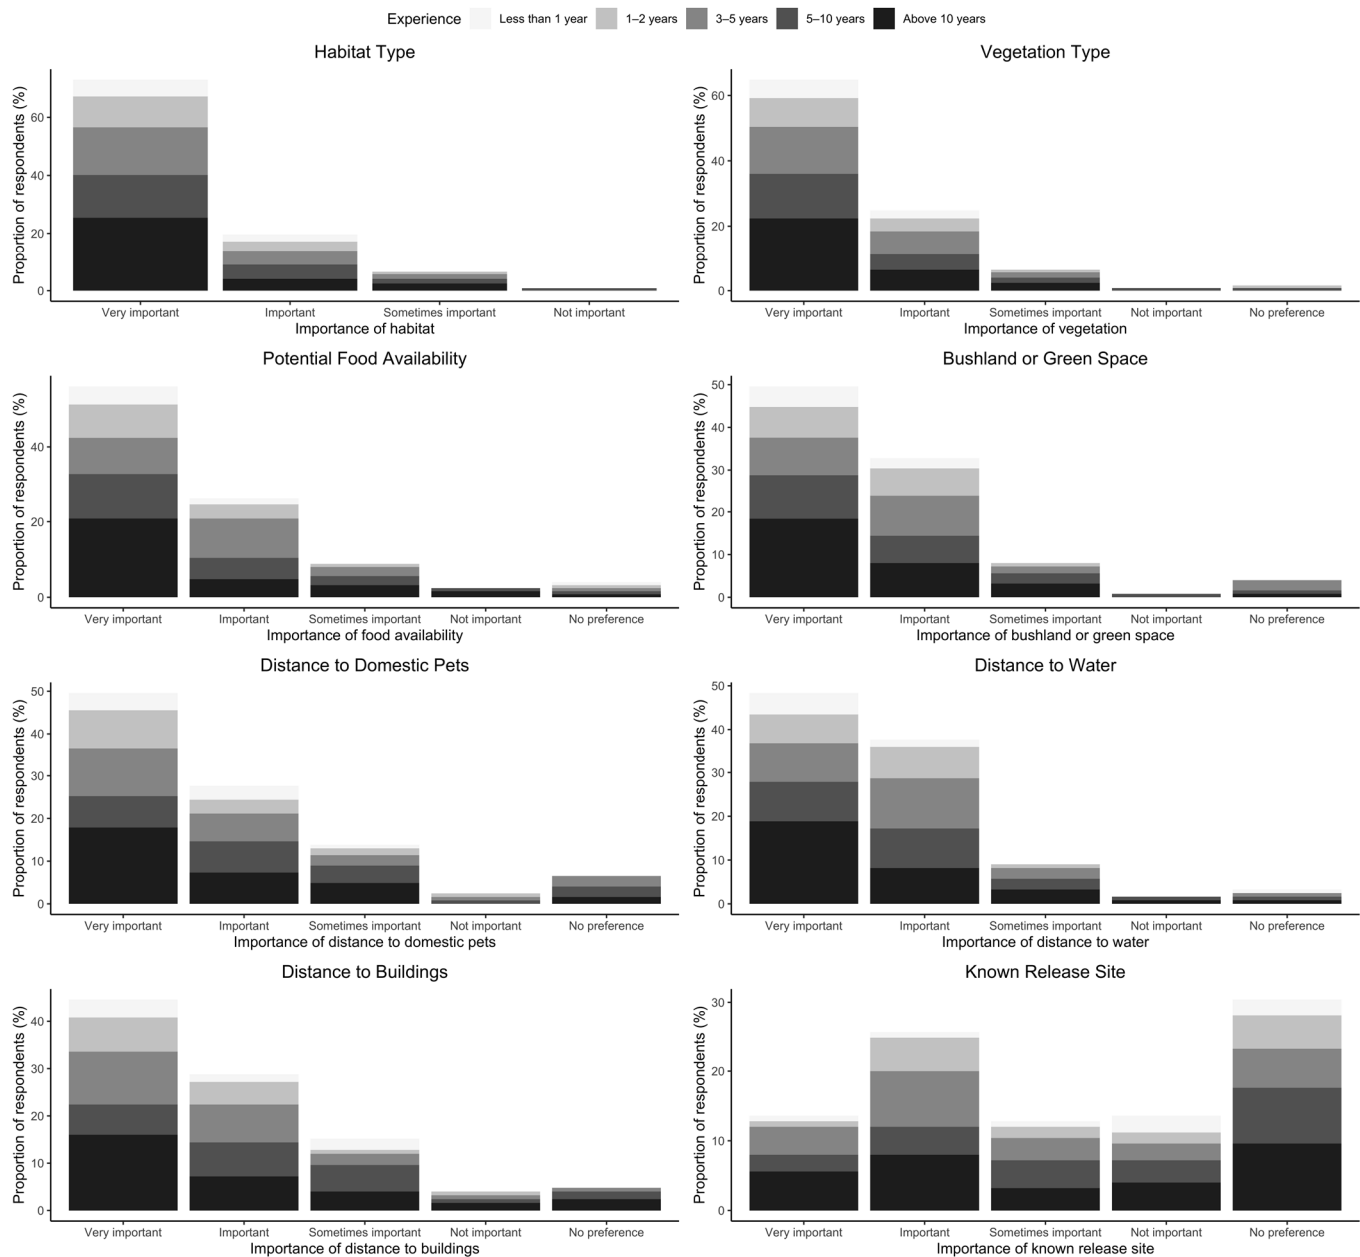 Experience Less than 1 year 1–2 years 3–5 years 5–10 years Above 10 years
Habitat Type
Proportion of respondents (%)
60
40
20
0
Very important Important Sometimes important Not important
Importance of habitat
Vegetation Type
Proportion of respondents (%)
60
40
20
0
Very important Important Sometimes important Not important No preference
Importance of vegetation
Potential Food Availability
Proportion of respondents (%)
40
20
0
Very important Important Sometimes important Not important No preference
Importance of food availability
Bushland or Green Space
Proportion of respondents (%)
50
40
30
20
10
0
Very important Important Sometimes important Not important No preference
Importance of bushland or green space
Distance to Domestic Pets
Proportion of respondents (%)
50
40
30
20
10
0
Very important Important Sometimes important Not important No preference
Importance of distance to domestic pets
Distance to Water
Proportion of respondents (%)
50
40
30
20
10
0
Very important Important Sometimes important Not important No preference
Importance of distance to water
Distance to Buildings
Proportion of respondents (%)
40
30
20
10
0
Very important Important Sometimes important Not important No preference
Importance of distance to buildings
Known Release Site
Proportion of respondents (%)
30
20
10
0
Very important Important Sometimes important Not important No preference
Importance of known release site